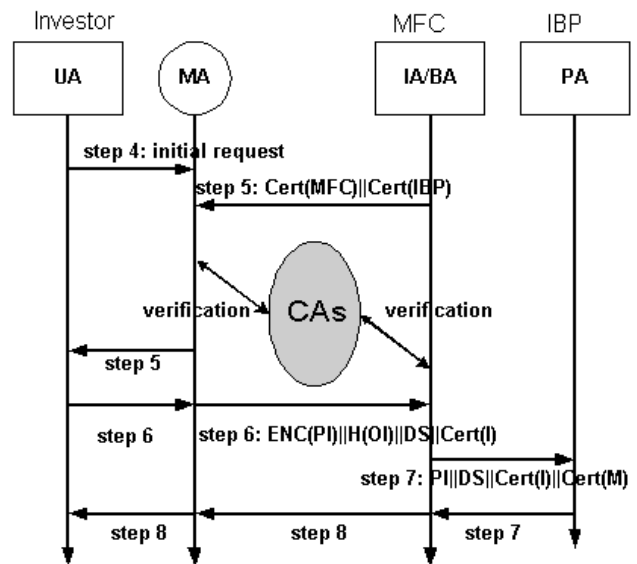 Investor MFC IBP
UA MA IA/BA PA
step 4: initial request
step 5: Cert(MFC)||Cert(IBP)
verification CAs verification
step 5
step 6 step 6: ENC(PI)||H(OI)||DS||Cert(I)
step 7: PI||DS||Cert(I)||Cert(M)
step 8 step 8 step 7